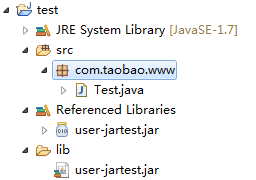 test
JRE System Library [JavaSE-1.7]
src
com.taobao.www
Test.java
Referenced Libraries
user-jartest.jar
lib
user-jartest.jar